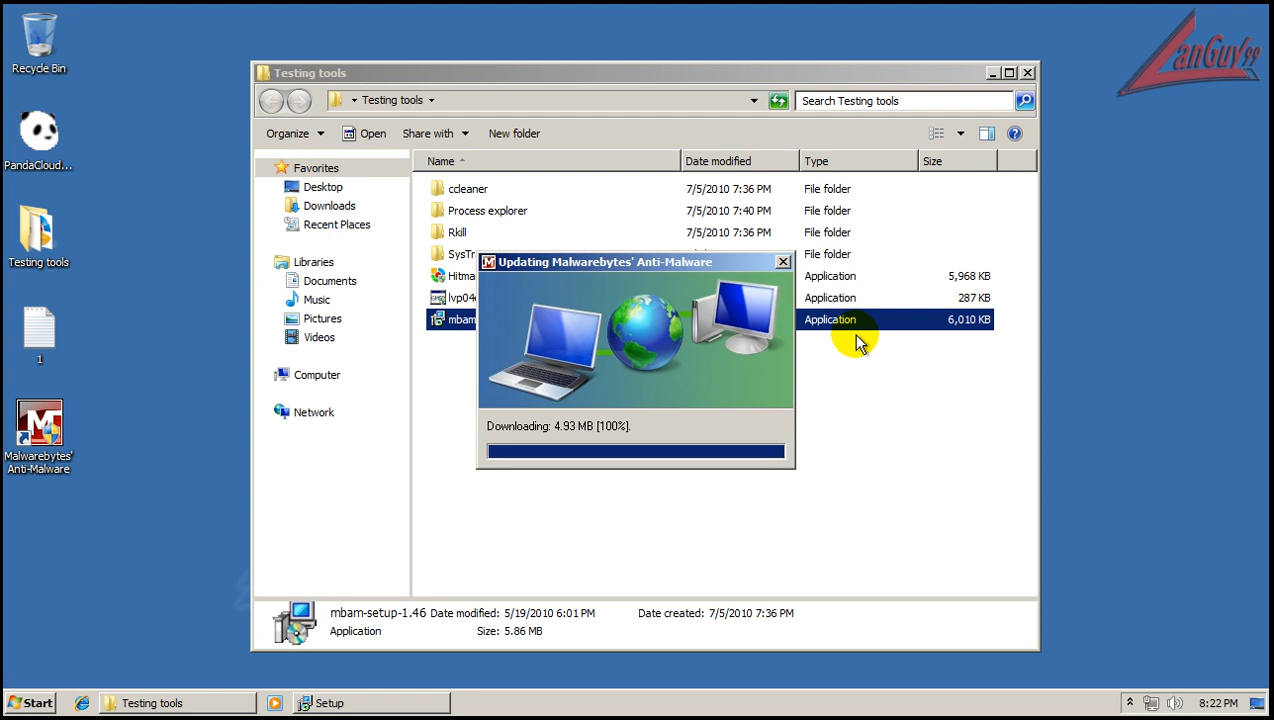 Recycle Bin
PandaCloud...
Testing tools
1
Malwarebytes'
Anti-Malware
anGuy99
Testing tools
Testing tools
Search Testing tools
Organize
Open
Share with
New folder
Favorites
Desktop
Downloads
Recent Places
Libraries
Documents
Music
Pictures
Videos
Computer
Network
Name
Date modified
Type
Size
ccleaner 7/5/2010 7:36 PM File folder
Process explorer 7/5/2010 7:40 PM File folder
Rkill 7/5/2010 7:36 PM File folder
SysTr File folder
Hitma Application 5,968 KB
lvp04 Application 287 KB
mbam Application 6,010 KB
Updating Malwarebytes' Anti-Malware
Downloading: 4.93 MB [100%].
mbam-setup-1.46 Date modified: 5/19/2010 6:01 PM Date created: 7/5/2010 7:36 PM
Application Size: 5.86 MB
Start
Testing tools
Setup
8:22 PM